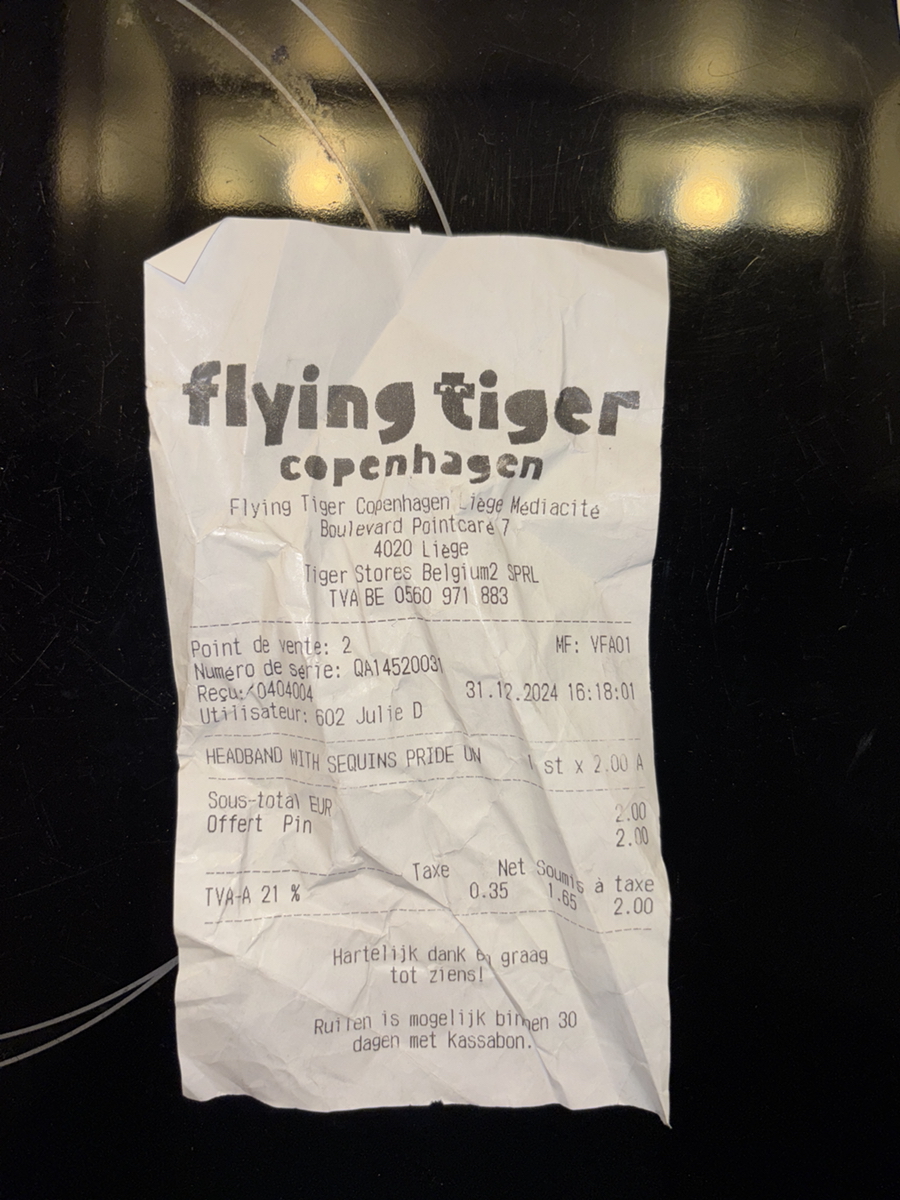 flying tiger
copenhagen
Flying Tiger Copenhagen Liège Médiacité
Boulevard Pointcaré 7
4020 Liège
Tiger Stores Belgium2 SPRL
TVA BE 0560 971 883
Point de vente: 2 MF: VFA01
Numéro de série: QA14520031
Reçu: 40404004 31.12.2024 16:18:01
Utilisateur: 602 Julie D
HEADBAND WITH SEQUINS PRIDE UN 1 st x 2.00 A
Sous-total EUR 2.00
Offert Pin 2.00
Taxe Net Soumis à taxe
TVA-A 21 % 0.35 1.65 2.00
Hartelijk dank en graag
tot ziens!
Ruilen is mogelijk binnen 30
dagen met Kassabon.